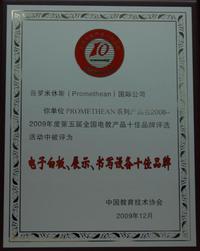 10
普罗米休斯（Promethean）国际公司
你单位PROMETHEAN系列产品在2008-
2009年度第五届全国电教产品十佳品牌评选
活动中被评为
电子白板、展示、书写设备十佳品牌
中国教育技术协会
2009年12月